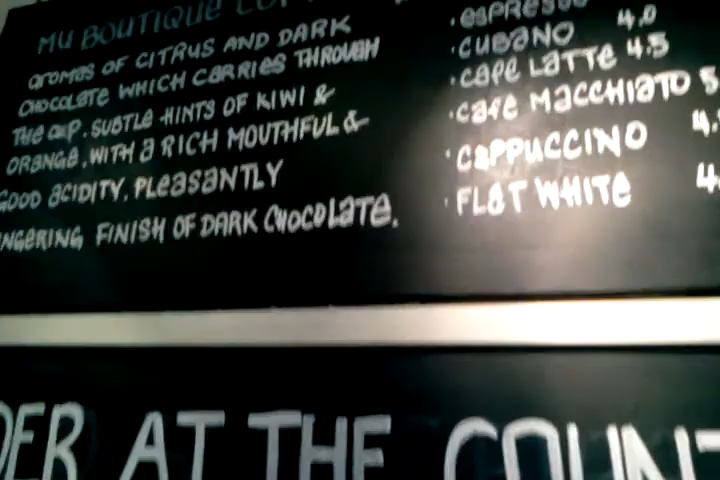 MU BOUTIQUE
aromas OF CITRUS AND DARK
CHOCOLATE WHICH CARRIES THROUGH
THE CUP. SUBTLE HINTS OF KIWI &
ORANGE. WITH a RICH MOUTHFUL &
GOOD aCIDITY. PLeasANTLY
NGERING FINISH OF DARK CHOCOLATE.
· esPRESSO 4.0
· CUBANO 4.5
· CaFe LaTTe
· CaFe MaCCHIaTO 5
· CaPPUCCINO 4.
· FLaT WHITe 4.
DER AT THE COUNT